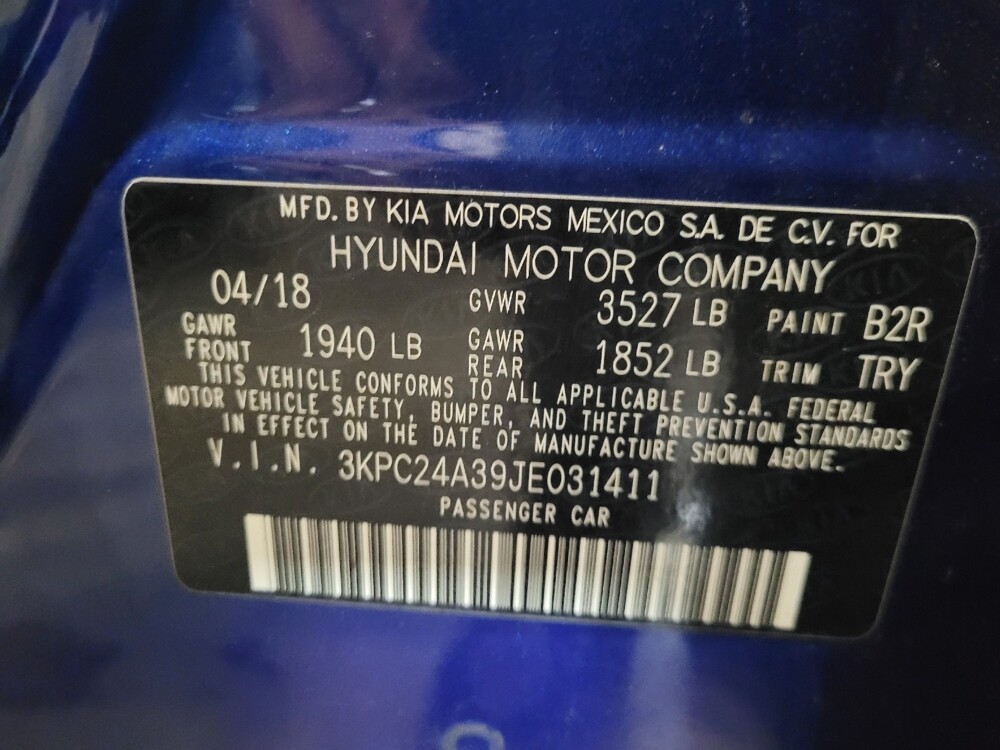 MFD. BY KIA MOTORS MEXICO S.A. DE C.V. FOR
HYUNDAI MOTOR COMPANY
04/18 GVWR 3527 LB PAINT B2R
GAWR FRONT 1940 LB GAWR REAR 1852 LB TRIM TRY
THIS VEHICLE CONFORMS TO ALL APPLICABLE U.S.A. FEDERAL
MOTOR VEHICLE SAFETY, BUMPER, AND THEFT PREVENTION STANDARDS
IN EFFECT ON THE DATE OF MANUFACTURE SHOWN ABOVE.
V.I.N. 3KPC24A39JE031411
PASSENGER CAR